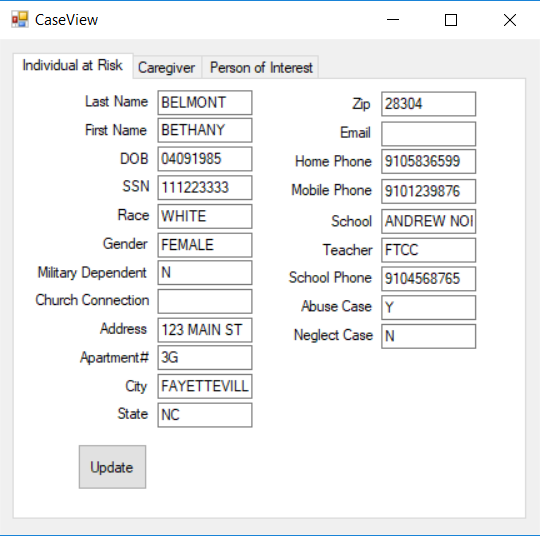 CaseView
Individual at Risk Caregiver Person of Interest
Last Name BELMONT
First Name BETHANY
DOB 04091985
SSN 111223333
Race WHITE
Gender FEMALE
Military Dependent N
Church Connection
Address 123 MAIN ST
Apartment# 3G
City FAYETTEVILL
State NC
Zip 28304
Email
Home Phone 9105836599
Mobile Phone 9101239876
School ANDREW NOI
Teacher FTCC
School Phone 9104568765
Abuse Case Y
Neglect Case N
Update